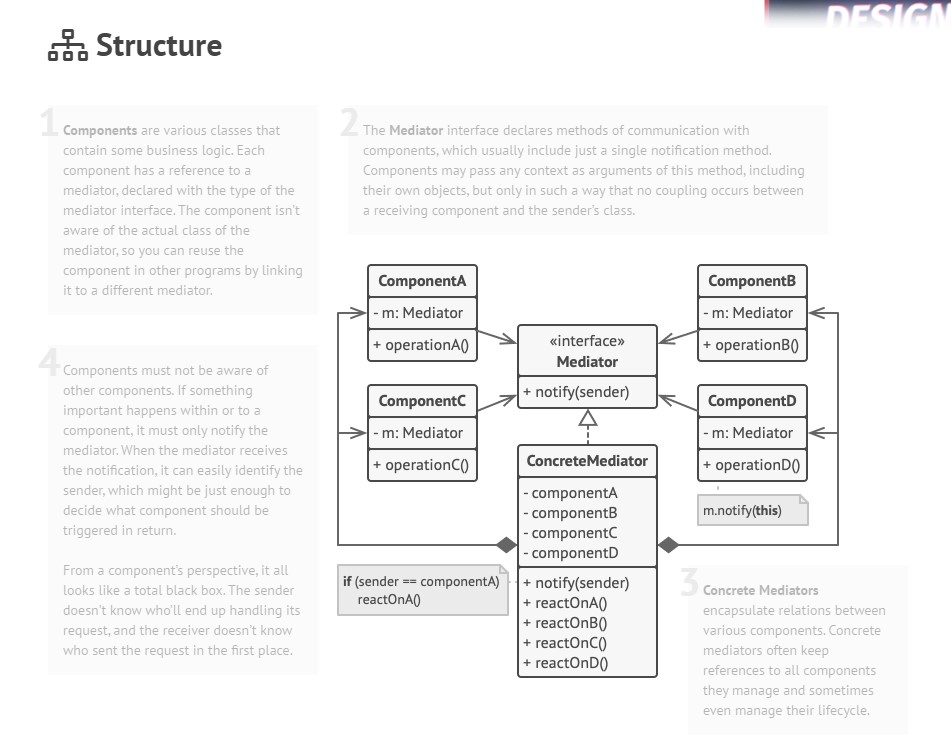 DESIGN
Structure
1
Components are various classes that
contain some business logic. Each
component has a reference to a
mediator, declared with the type of the
mediator interface. The component isn't
aware of the actual class of the
mediator, so you can reuse the
component in other programs by linking
it to a different mediator.
2
The Mediator interface declares methods of communication with
components, which usually include just a single notification method.
Components may pass any context as arguments of this method, including
their own objects, but only in such a way that no coupling occurs between
a receiving component and the sender's class.
4
Components must not be aware of
other components. If something
important happens within or to a
component, it must only notify the
mediator. When the mediator receives
the notification, it can easily identify the
sender, which might be just enough to
decide what component should be
triggered in return.
From a component's perspective, it all
looks like a total black box. The sender
doesn't know who'll end up handling its
request, and the receiver doesn't know
who sent the request in the first place.
ComponentA
- m: Mediator
+ operationA()
ComponentB
- m: Mediator
+ operationB()
«interface»
Mediator
+ notify(sender)
ComponentC
- m: Mediator
+ operationC()
ComponentD
- m: Mediator
+ operationD()
m.notify(this)
ConcreteMediator
- componentA
- componentB
- componentC
- componentD
+ notify(sender)
+ reactOnA()
+ reactOnB()
+ reactOnC()
+ reactOnD()
if (sender == componentA)
reactOnA()
3
Concrete Mediators
encapsulate relations between
various components. Concrete
mediators often keep
references to all components
they manage and sometimes
even manage their lifecycle.